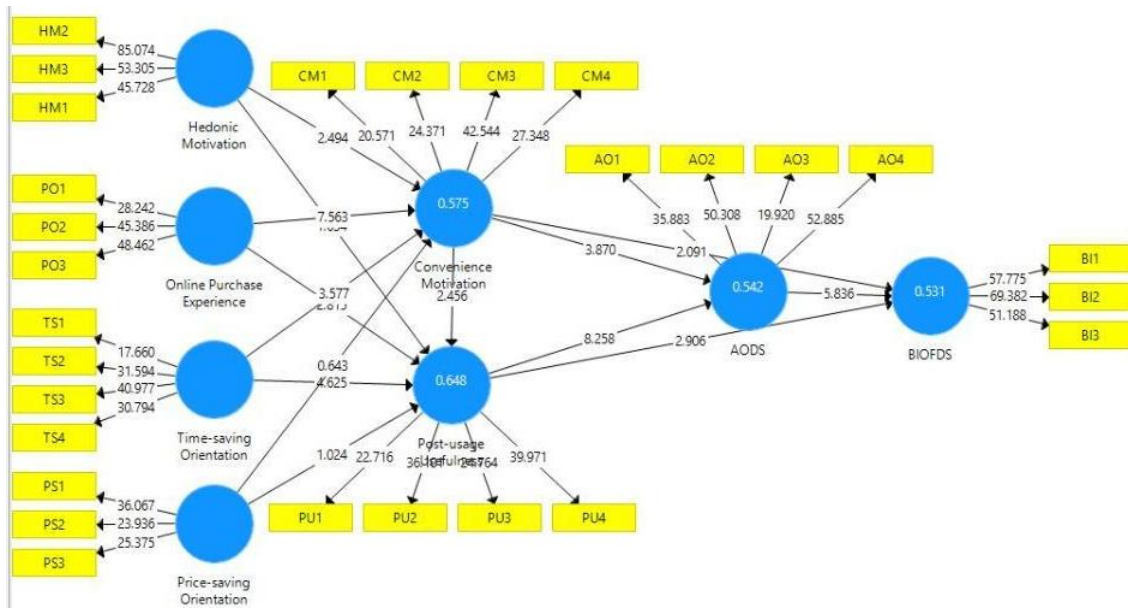 HM2
HM3
HM1
85.074
53.305
45.728
Hedonic
Motivation
PO1
PO2
PO3
28.242
45.386
48.462
Online Purchase
Experience
TS1
TS2
TS3
TS4
17.660
31.594
40.977
30.794
Time-saving
Orientation
PS1
PS2
PS3
36.067
23.936
25.375
Price-saving
Orientation
2.494
7.563
3.577
0.643
4.625
1.024
CM1
CM2
CM3
CM4
20.571
24.371
42.544
27.348
0.575
Convenience
Motivation
2.456
0.648
Post-usage
Usefulness
22.716
39.971
PU1
PU2
PU3
PU4
3.870
2.091
8.258
2.906
AO1
AO2
AO3
AO4
35.883
50.308
19.920
52.885
0.542
AODS
5.836
0.531
BIOFDS
57.775
69.382
51.188
BI1
BI2
BI3